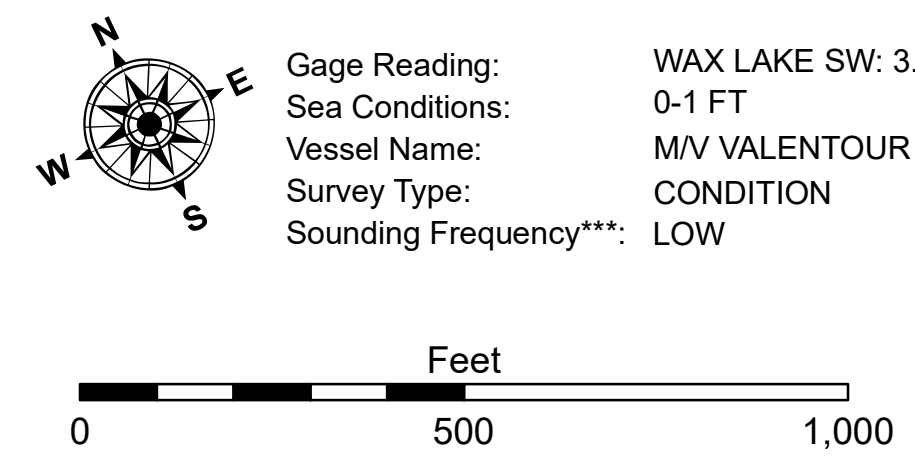 N
E
W
S
Gage Reading: WAX LAKE SW: 3.
Sea Conditions: 0-1 FT
Vessel Name: M/V VALENTOUR
Survey Type: CONDITION
Sounding Frequency***: LOW
Feet
0 500 1,000